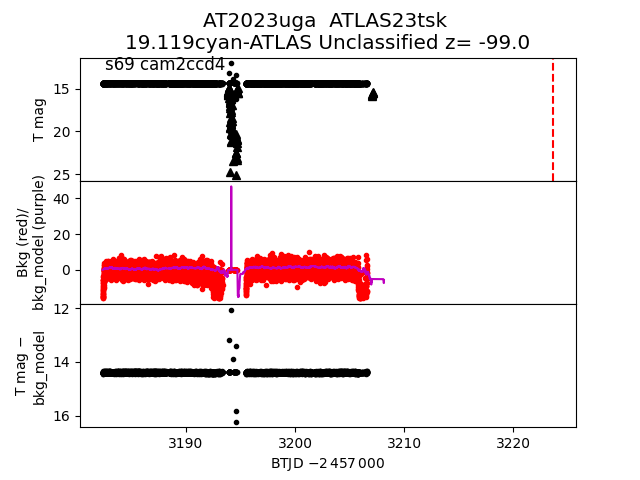 AT2023uga  ATLAS23tsk
19.119cyan-ATLAS Unclassified z= -99.0
s69 cam2ccd4
T mag
15
20
25
Bkg (red)/
bkg_model (purple)
40
20
0
T mag −
bkg_model
12
14
16
3190
3200
3210
3220
BTJD −2 457 000